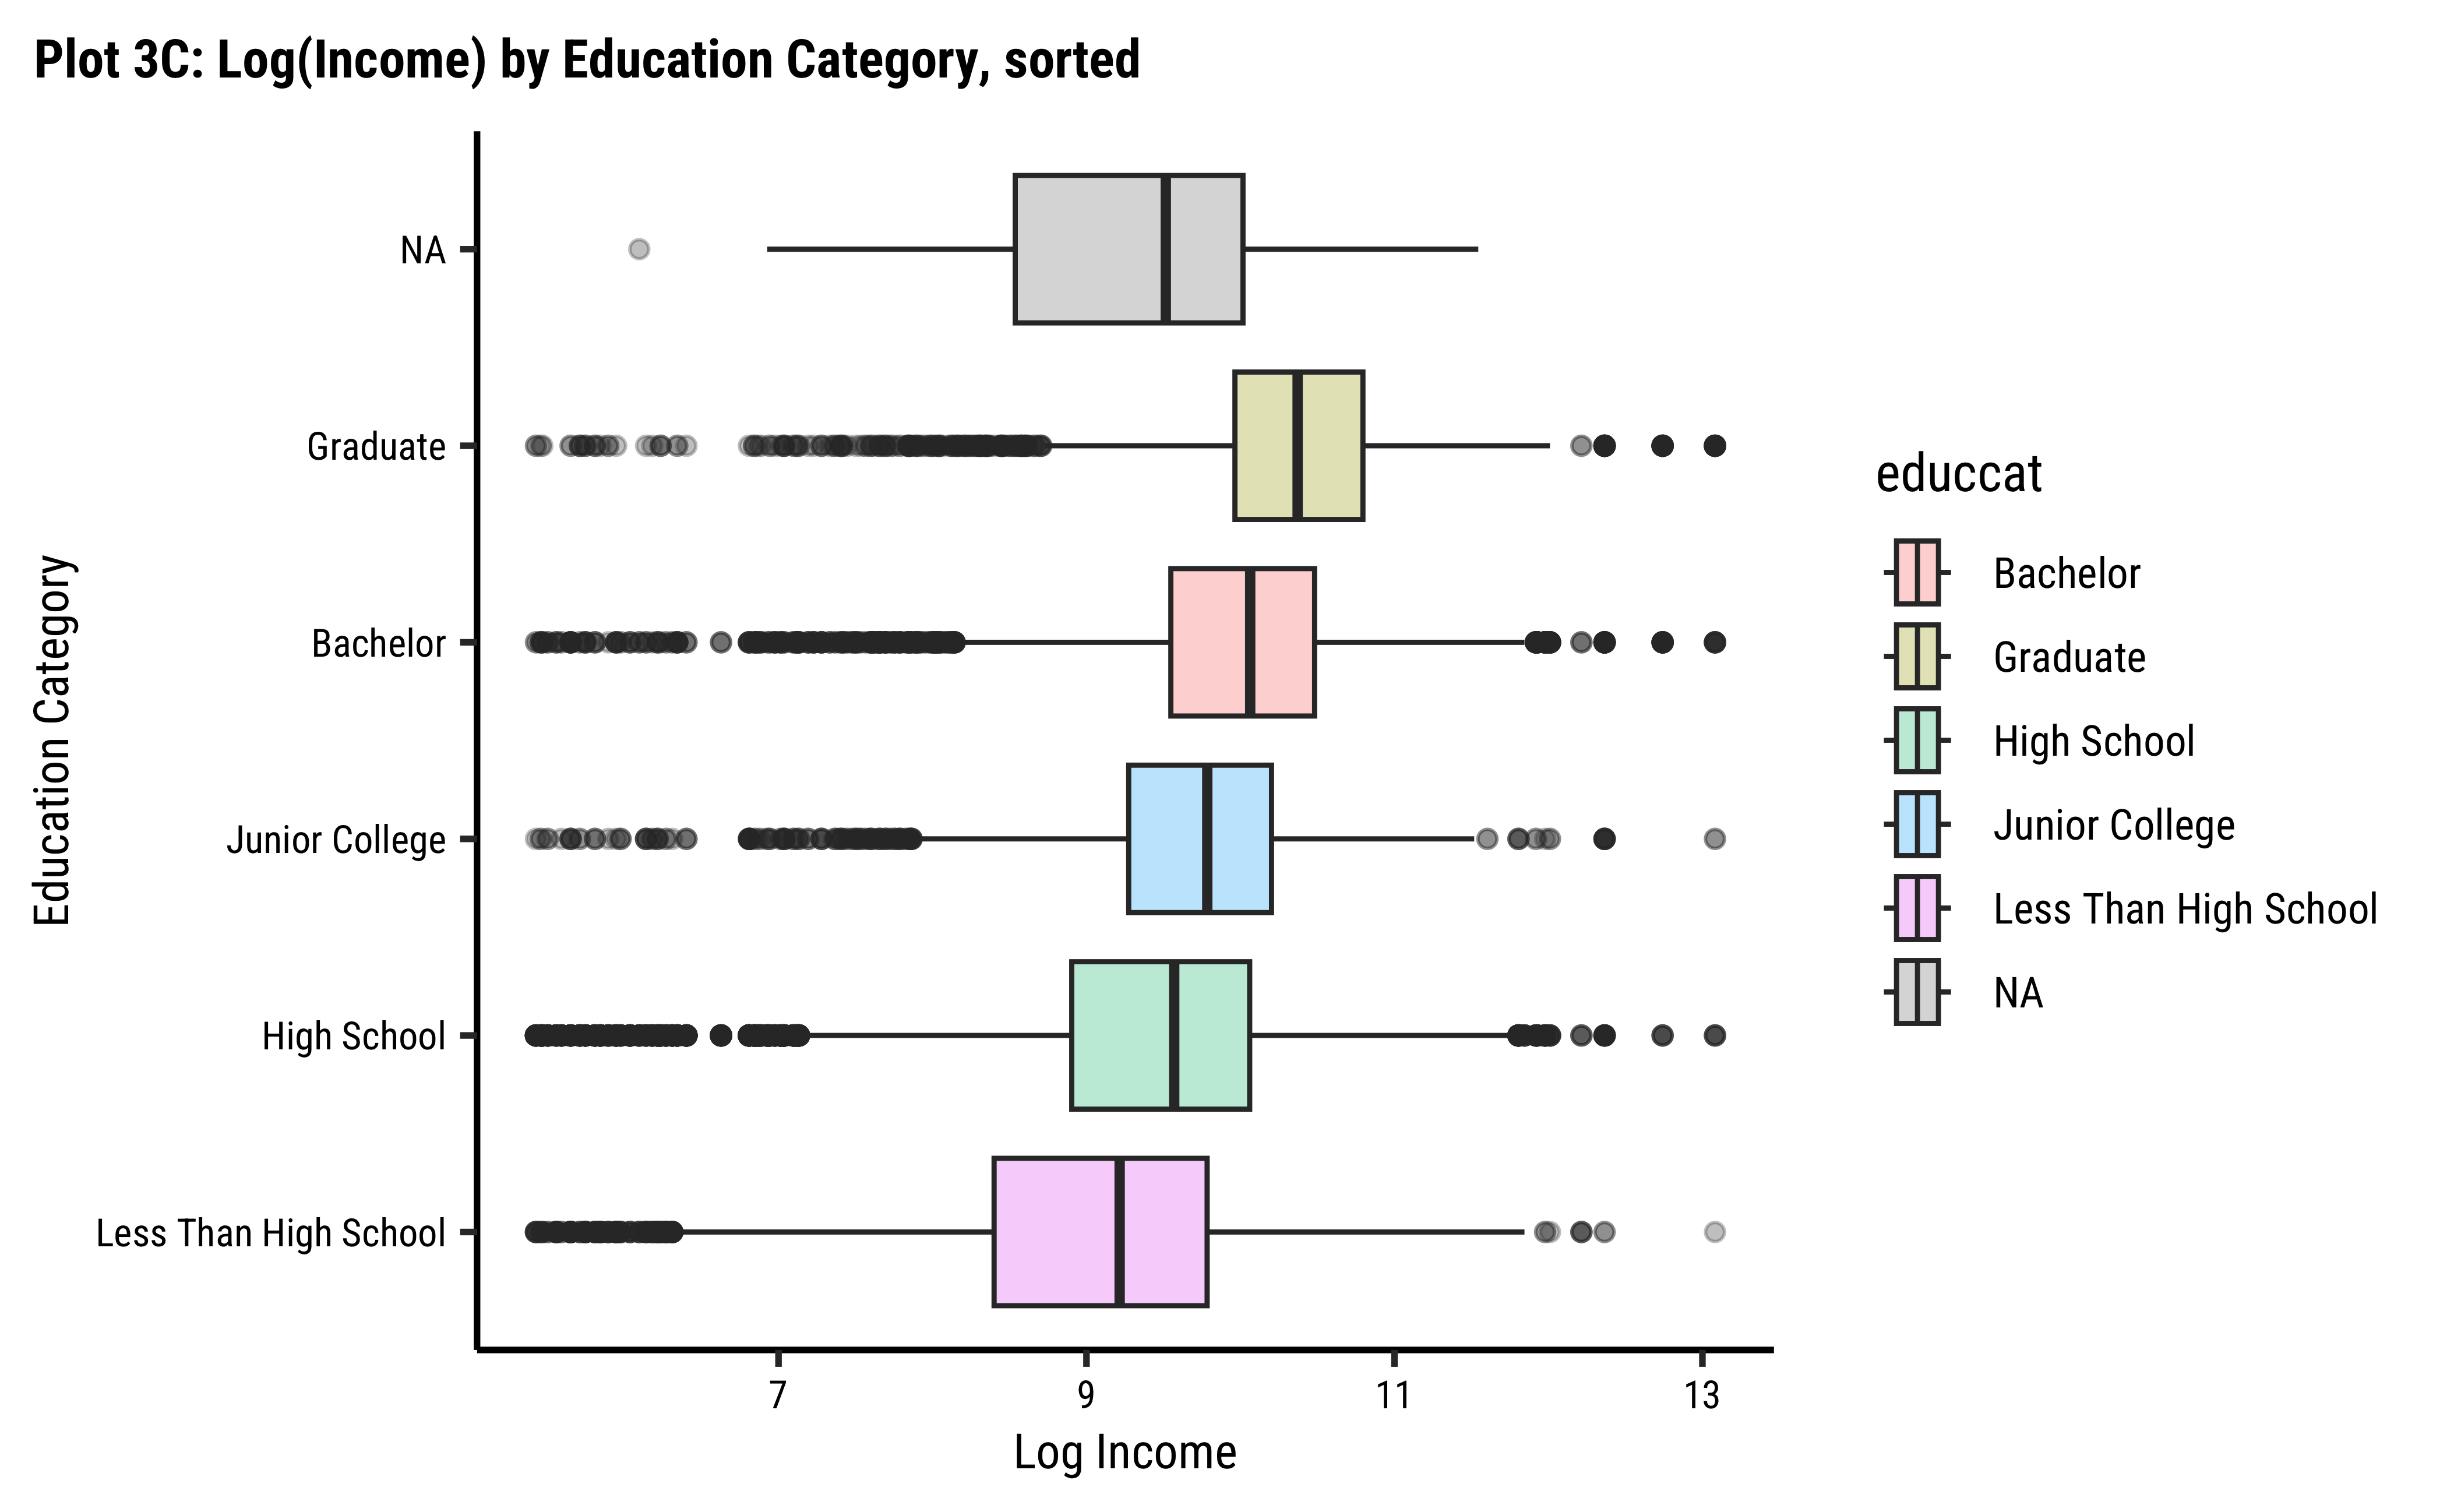 Plot 3C: Log(Income) by Education Category, sorted
Education Category
NA
Graduate
Bachelor
Junior College
High School
Less Than High School
7
9
11
13
Log Income
educcat
Bachelor
Graduate
High School
Junior College
Less Than High School
NA